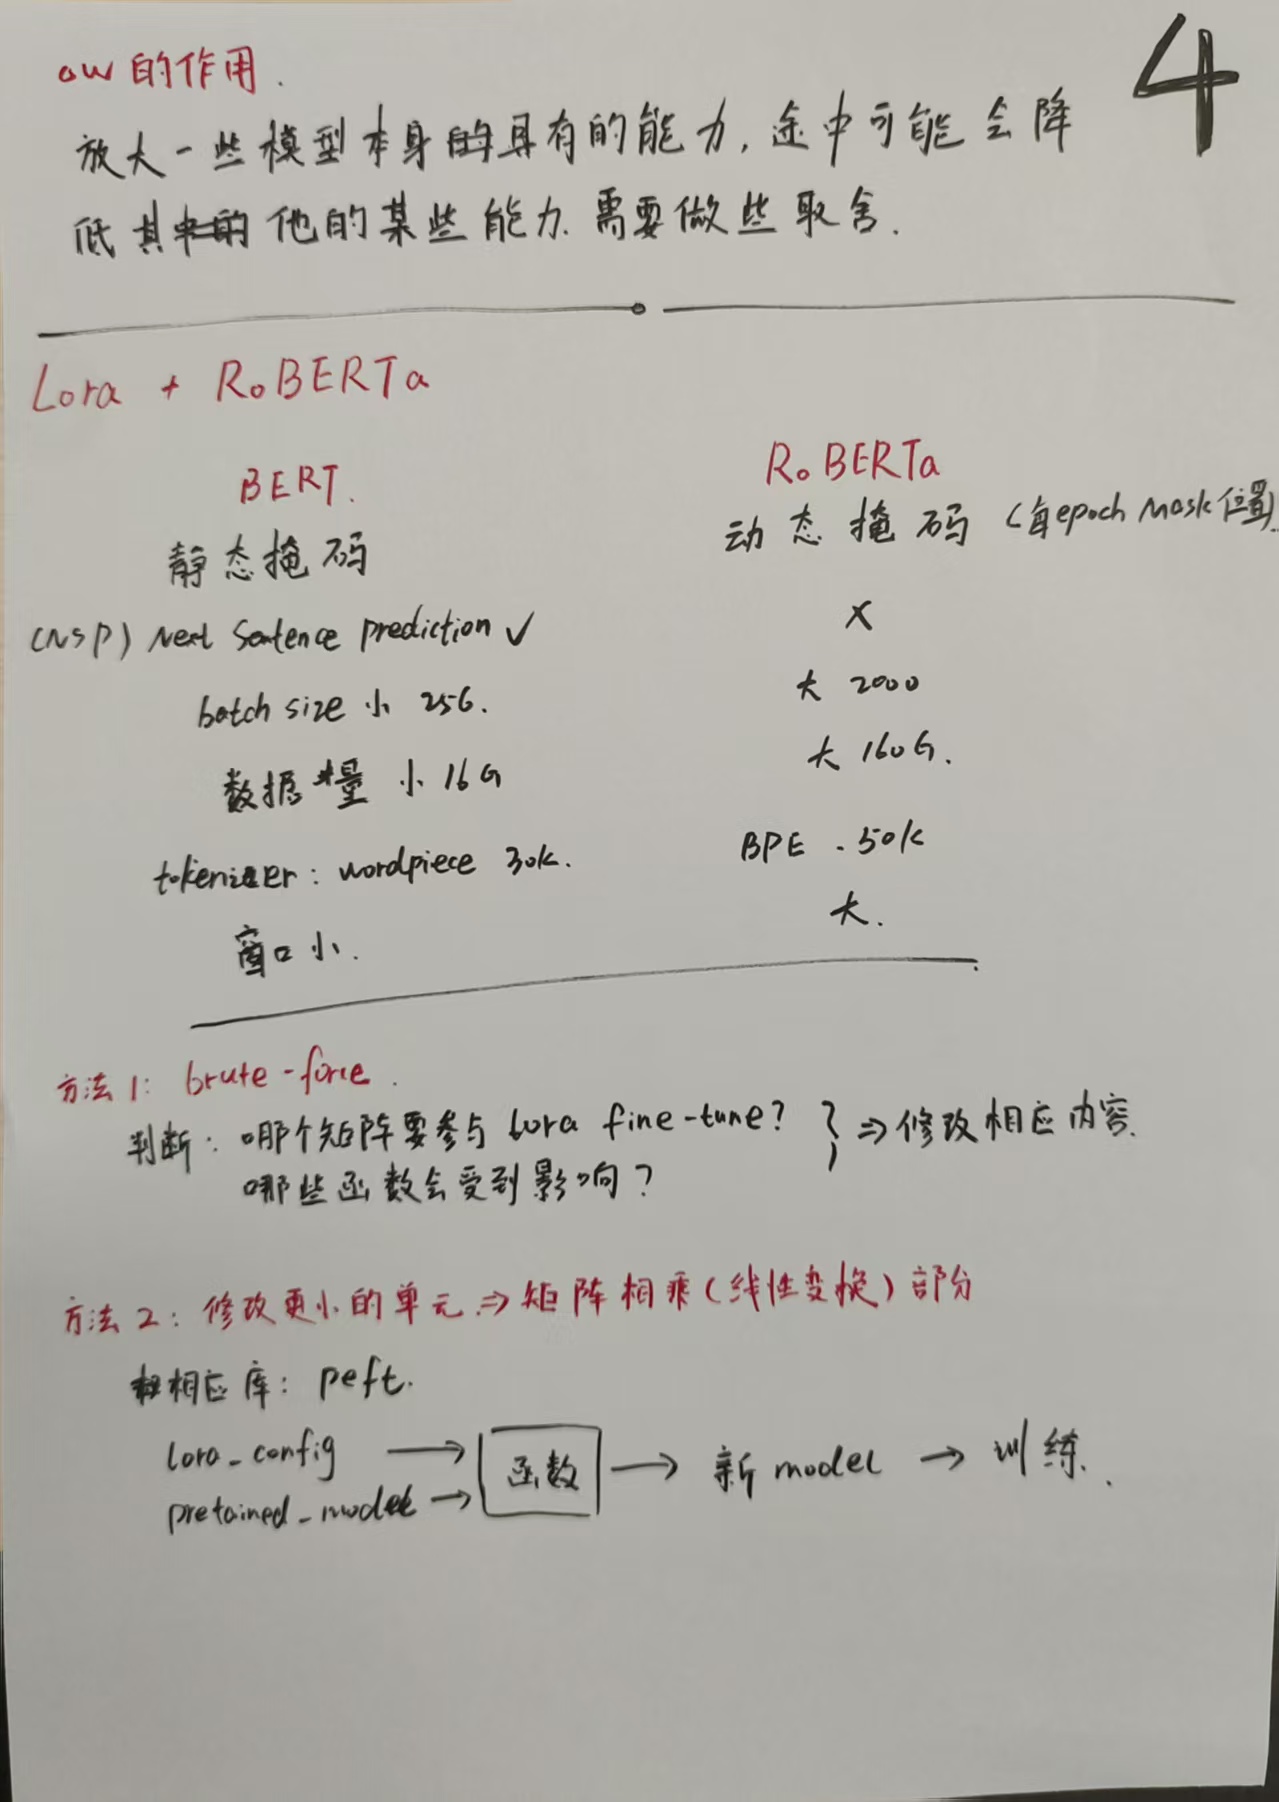 4
ow 的作用.
放大一些模型本身具有的能力, 途中可能会降
低其他的某些能力. 需要做些取舍.
Lora + RoBERTa
BERT. RoBERTa
静态掩码 动态掩码 (每epoch mask位置)
(NSP) Next Sentence prediction ✓ X
batch size 小 256. 大 2000
数据量 小 16G 大 160G.
tokenizer: wordpiece 30k. BPE . 50k
窗口小. 大.
方法1: brute-force.
判断: 哪个矩阵要参与 lora fine-tune? } ⇒ 修改相应内容.
哪些函数会受到影响?
方法2: 修改更小的单元 ⇒ 矩阵相乘(线性变换)部分
相应库: peft.
lora_config → 函数 → 新 model → 训练.
pretained_model →